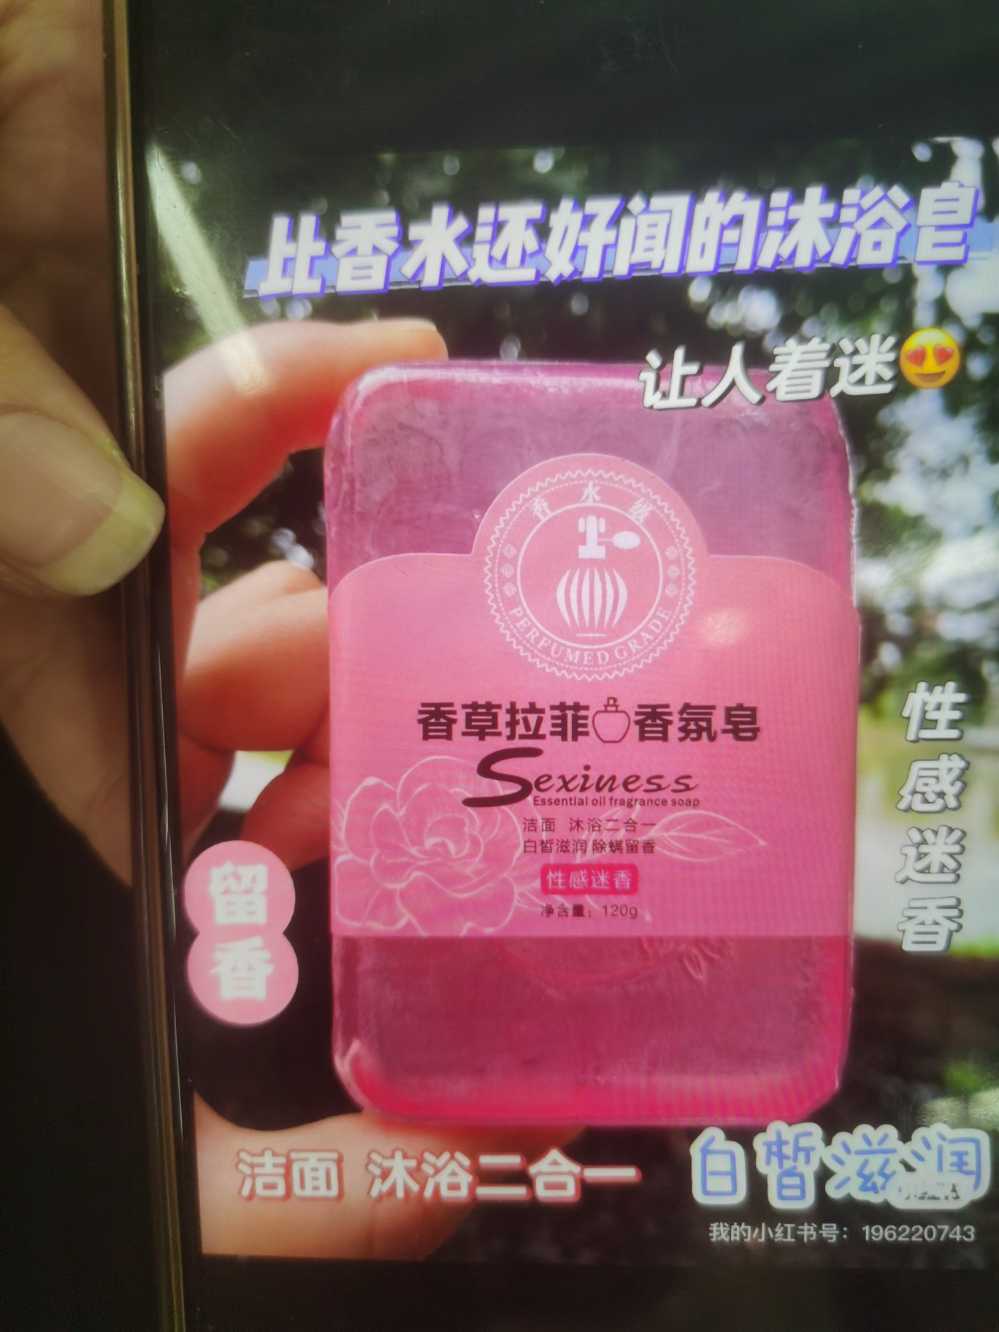 比香水还好闻的沐浴皂
让人着迷
香水级
PERFUMED GRADE
香草拉菲香氛皂
Sexiness
Essential oil fragrance soap
洁面 沐浴二合一
白皙滋润 除螨留香
性感迷香
净含量：120g
性感迷香
留香
洁面 沐浴二合一
白皙滋润
我的小红书号：196220743